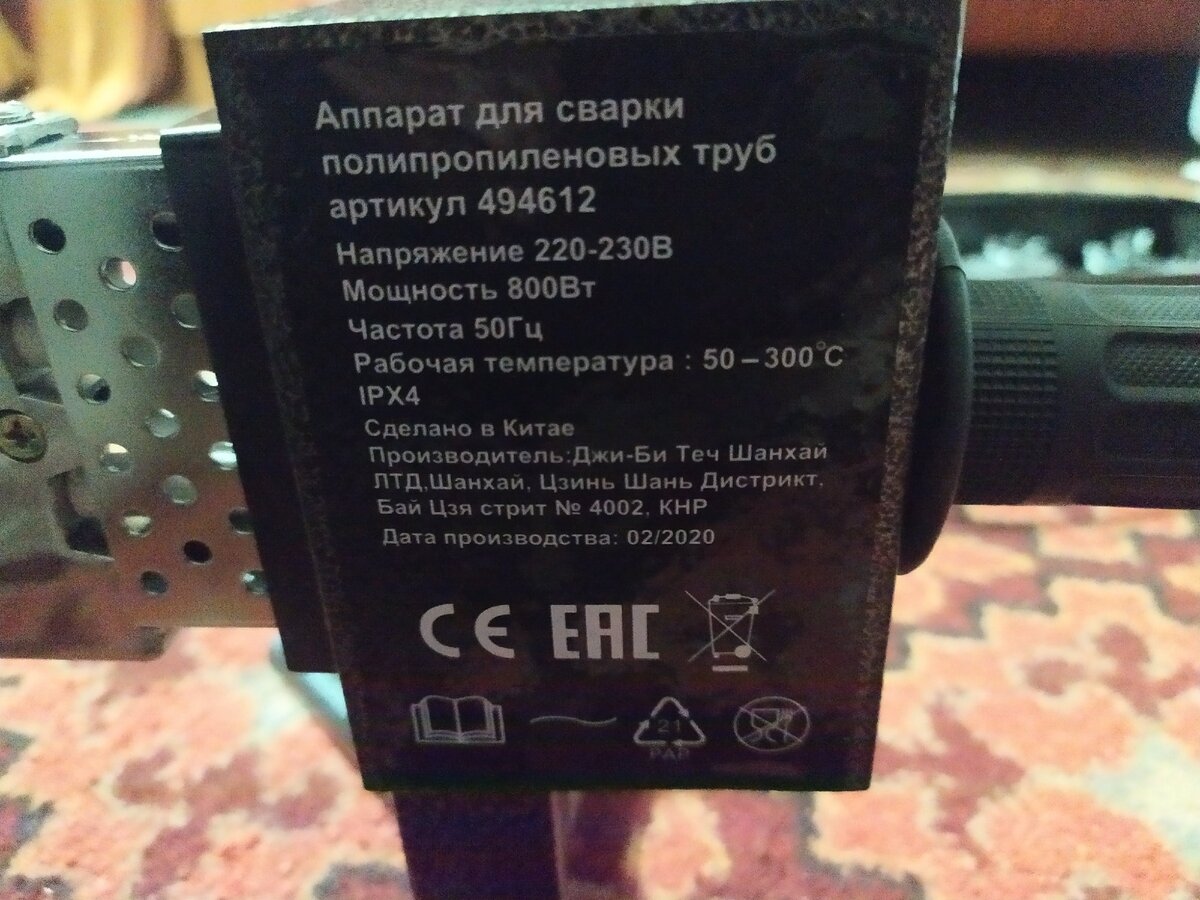 Аппарат для сварки
полипропиленовых труб
артикул 494612
Напряжение 220-230В
Мощность 800Вт
Частота 50Гц
Рабочая температура : 50–300°С
IPX4
Сделано в Китае
Производитель:Джи-Би Теч Шанхай
ЛТД,Шанхай, Цзинь Шань Дистрикт,
Бай Цзя стрит № 4002, КНР
Дата производства: 02/2020
CE EAC
21
PAP